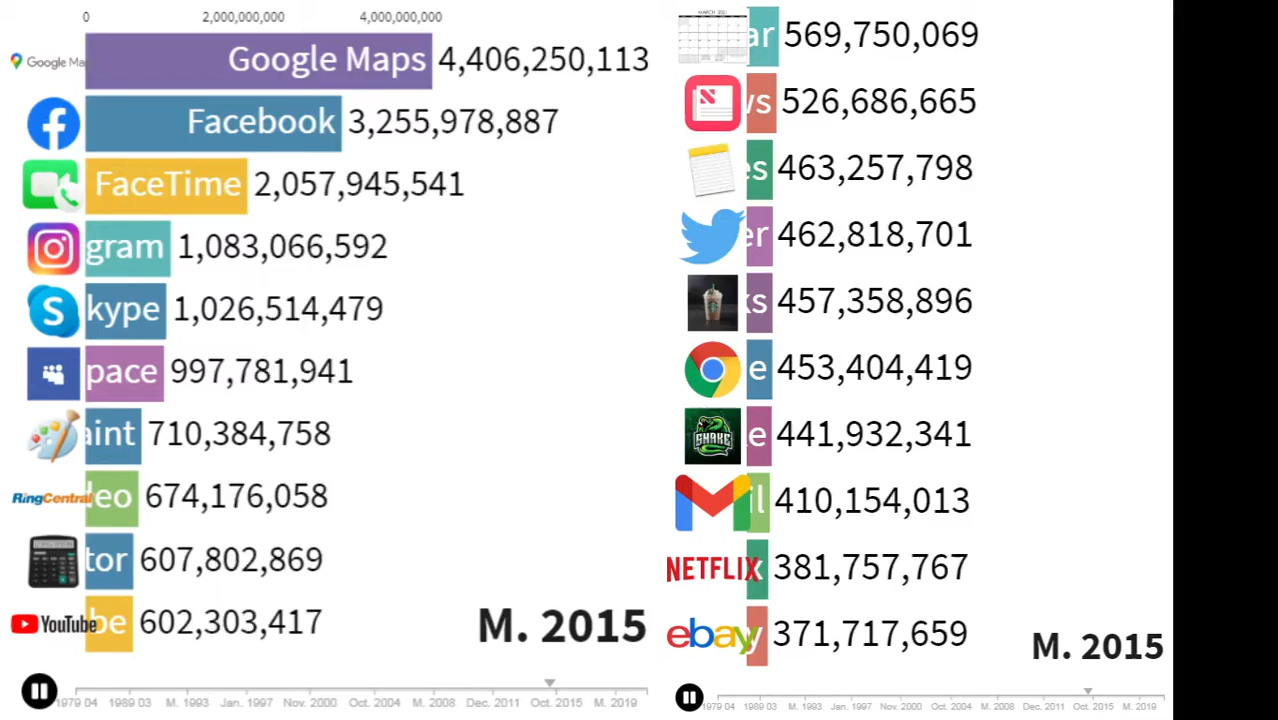 0 2,000,000,000 4,000,000,000
Google Ma Google Maps 4,406,250,113
Facebook 3,255,978,887
FaceTime 2,057,945,541
gram 1,083,066,592
S kype 1,026,514,479
pace 997,781,941
aint 710,384,758
RingCentral deo 674,176,058
tor 607,802,869
YouTube be 602,303,417
M. 2015
1979 04 1989 03 M. 1993 Jan. 1997 Nov. 2000 Oct. 2004 M. 2008 Dec. 2011 Oct. 2015 M. 2019
MARCH 2021 ar 569,750,069
ws 526,686,665
es 463,257,798
er 462,818,701
ks 457,358,896
e 453,404,419
SNAKE ke 441,932,341
il 410,154,013
NETFLIX x 381,757,767
ebay y 371,717,659
M. 2015
1979 04 1989 03 M. 1993 Jan. 1997 Nov. 2000 Oct. 2004 M. 2008 Dec. 2011 Oct. 2015 M. 2019